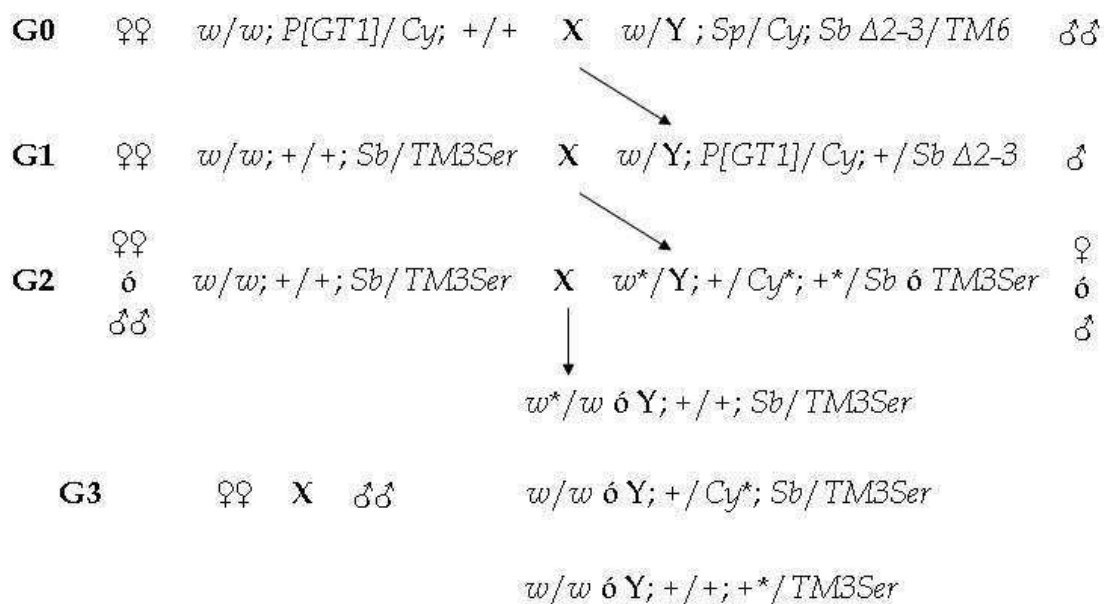 G0 ♀♀ w/w; P[GT1]/Cy; +/+ X w/Y ; Sp/Cy; Sb Δ2-3/TM6 ♂♂
G1 ♀♀ w/w; +/+; Sb/TM3Ser X w/Y; P[GT1]/Cy; +/Sb Δ2-3 ♂
G2 ♀♀ ó ♂♂ w/w; +/+; Sb/TM3Ser X w*/Y; +/Cy*; +*/Sb ó TM3Ser ♀ ó ♂
w*/w ó Y; +/+; Sb/TM3Ser
G3 ♀♀ X ♂♂ w/w ó Y; +/Cy*; Sb/TM3Ser
w/w ó Y; +/+; +*/TM3Ser